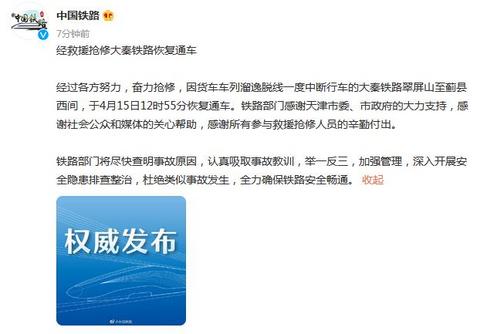 中国铁路
7分钟前
经救援抢修大秦铁路恢复通车
经过各方努力，奋力抢修，因货车车列溜逸脱线一度中断行车的大秦铁路翠屏山至蓟县
西间，于4月15日12时55分恢复通车。铁路部门感谢天津市委、市政府的大力支持，感
谢社会公众和媒体的关心帮助，感谢所有参与救援抢修人员的辛勤付出。
铁路部门将尽快查明事故原因，认真吸取事故教训，举一反三，加强管理，深入开展安
全隐患排查整治，杜绝类似事故发生，全力确保铁路安全畅通。 收起
权威发布